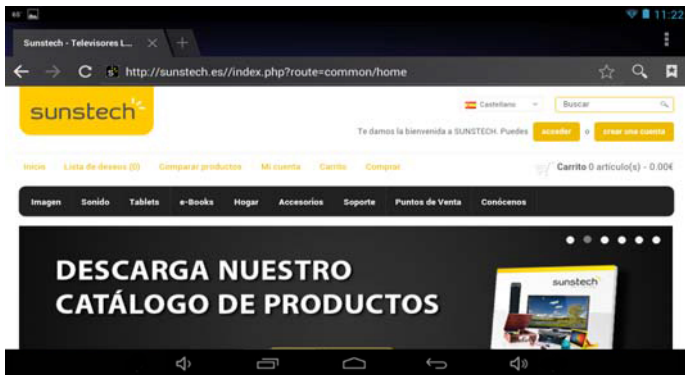 11:22
Sunstech - Televisores L...
http://sunstech.es//index.php?route=common/home
sunstech
Castellano
Buscar
Te damos la bienvenida a SUNSTECH. Puedes acceder o crear una cuenta
Inicio Lista de deseos (0) Comparar productos Mi cuenta Carrito Comprar
Carrito 0 artículo(s) - 0.00€
Imagen Sonido Tablets e-Books Hogar Accesorios Soporte Puntos de Venta Conócenos
DESCARGA NUESTRO
CATÁLOGO DE PRODUCTOS
sunstech